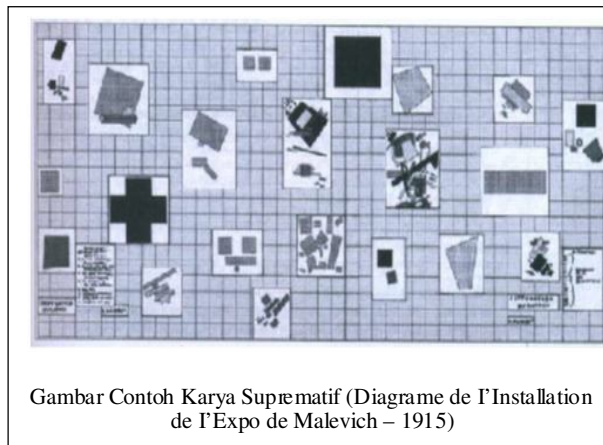 Gambar Contoh Karya Suprematif (Diagrame de I'Installation
de I'Expo de Malevich – 1915)